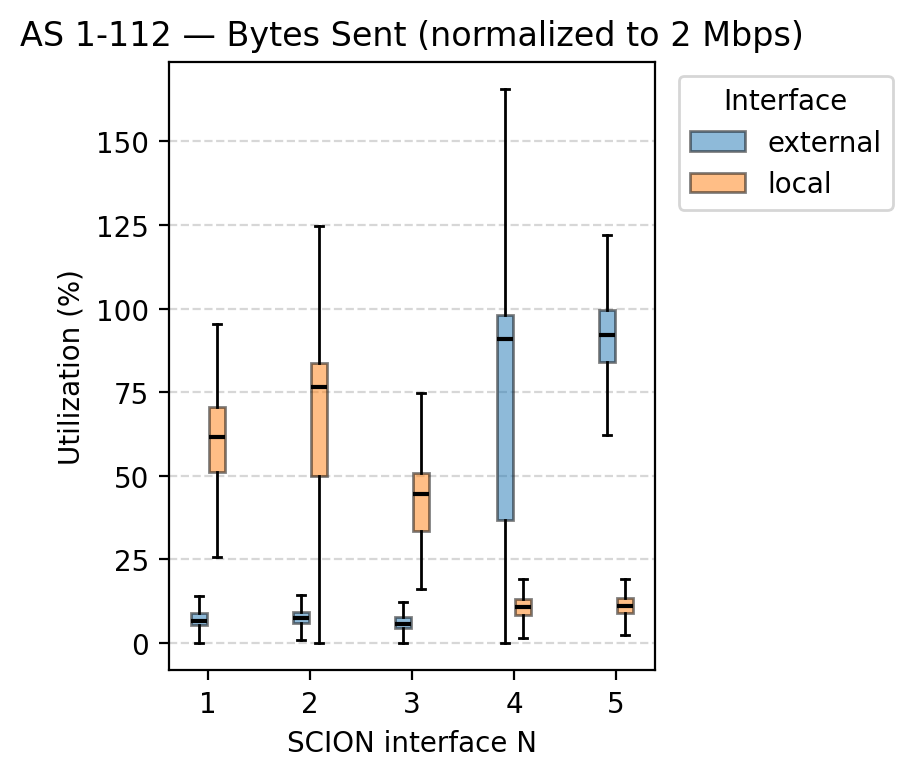 AS 1-112 — Bytes Sent (normalized to 2 Mbps)
Interface
external
local
Utilization (%)
150
125
100
75
50
25
0
1 2 3 4 5
SCION interface N